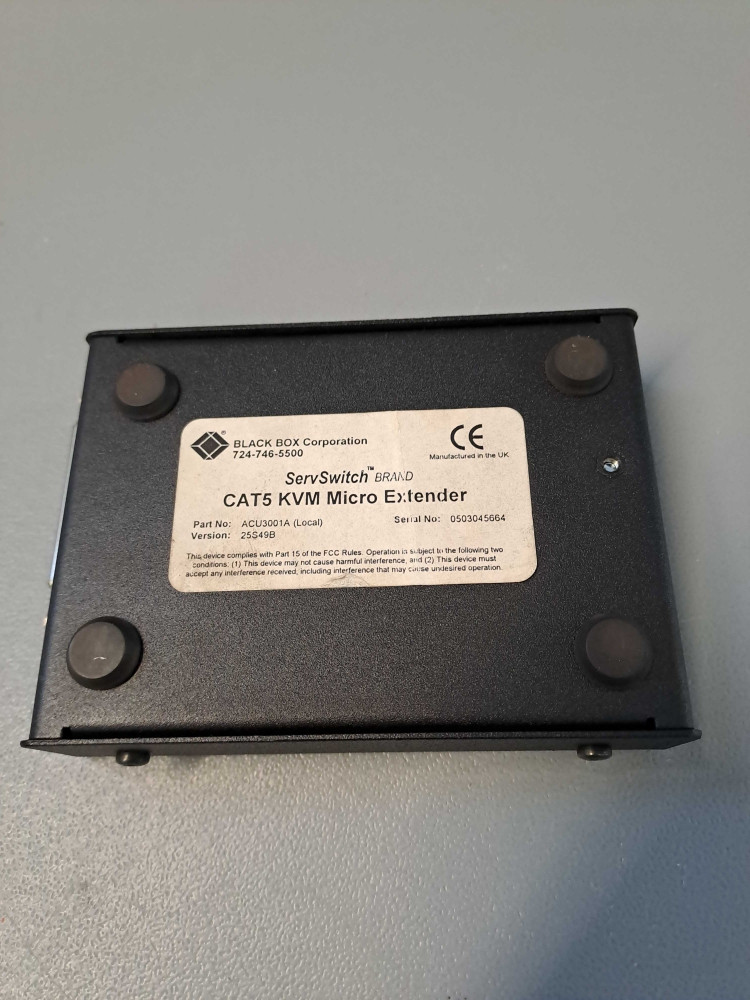 BLACK BOX Corporation
724-746-5500
CE
Manufactured in the UK
ServSwitch™ BRAND
CAT5 KVM Micro Extender
Part No: ACU3001A (Local)
Serial No: 0503045664
Version: 25S49B
This device complies with Part 15 of the FCC Rules. Operation is subject to the following two
conditions: (1) This device may not cause harmful interference, and (2) This device must
accept any interference received, including interference that may cause undesired operation.